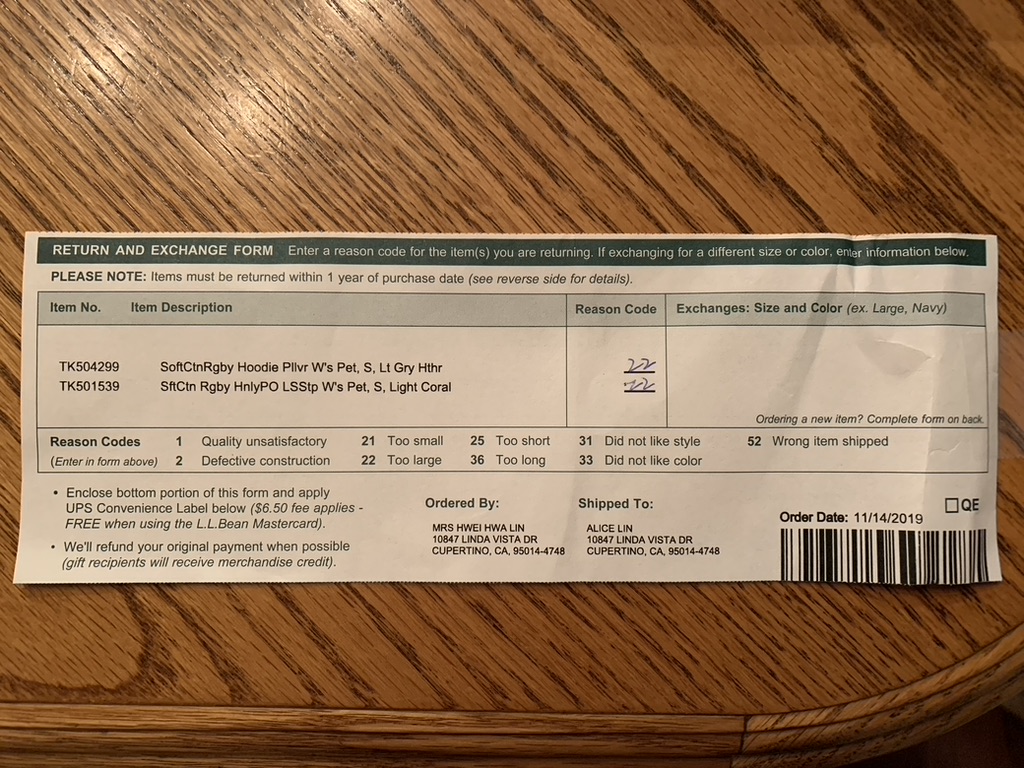 RETURN AND EXCHANGE FORM Enter a reason code for the item(s) you are returning. If exchanging for a different size or color, enter information below.
PLEASE NOTE: Items must be returned within 1 year of purchase date (see reverse side for details).
Item No. Item Description Reason Code Exchanges: Size and Color (ex. Large, Navy)
TK504299 SoftCtnRgby Hoodie Pllvr W's Pet, S, Lt Gry Hthr 22
TK501539 SftCtn Rgby HnlyPO LSStp W's Pet, S, Light Coral 22
Ordering a new item? Complete form on back.
Reason Codes 1 Quality unsatisfactory 21 Too small 25 Too short 31 Did not like style 52 Wrong item shipped
(Enter in form above) 2 Defective construction 22 Too large 36 Too long 33 Did not like color
• Enclose bottom portion of this form and apply
UPS Convenience Label below ($6.50 fee applies -
FREE when using the L.L.Bean Mastercard).
• We'll refund your original payment when possible
(gift recipients will receive merchandise credit).
Ordered By:
MRS HWEI HWA LIN
10847 LINDA VISTA DR
CUPERTINO, CA, 95014-4748
Shipped To:
ALICE LIN
10847 LINDA VISTA DR
CUPERTINO, CA, 95014-4748
QE
Order Date: 11/14/2019